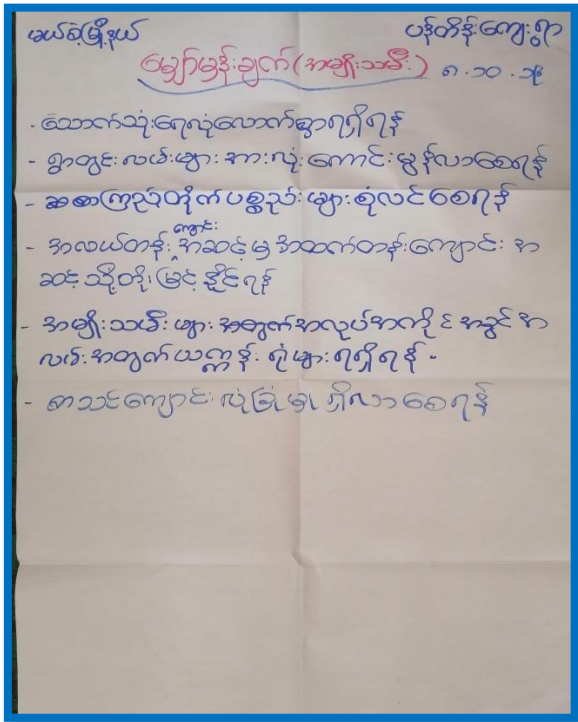 မယ်စဲ့မြို့နယ် ပန်တိန်းကျေးရွာ
မျှော်မှန်းချက် (အမျိုးသမီး) ၈.၁၀.၁၉
- သောက်သုံးရေလုံလောက်စွာရရှိရန်
- ရွာတွင်းလမ်းများအားလုံးကောင်းမွန်လာစေရန်
- ဆေးကြည်တိုက်ပစ္စည်းများစုံလင်စေရန်
- အလယ်တန်းကျောင်းအဆင့်မှအထက်တန်းကျောင်းအ
ဆင့်သို့တိုးမြှင့်နိုင်ရန်
- အမျိုးသမီးများအတွက်အလုပ်အကိုင်အခွင့်အ
လမ်းအတွက်ယက္ကန်းရုံများရရှိရန်-
- စာသင်ကျောင်းလုံခြုံမှုရှိလာစေရန်